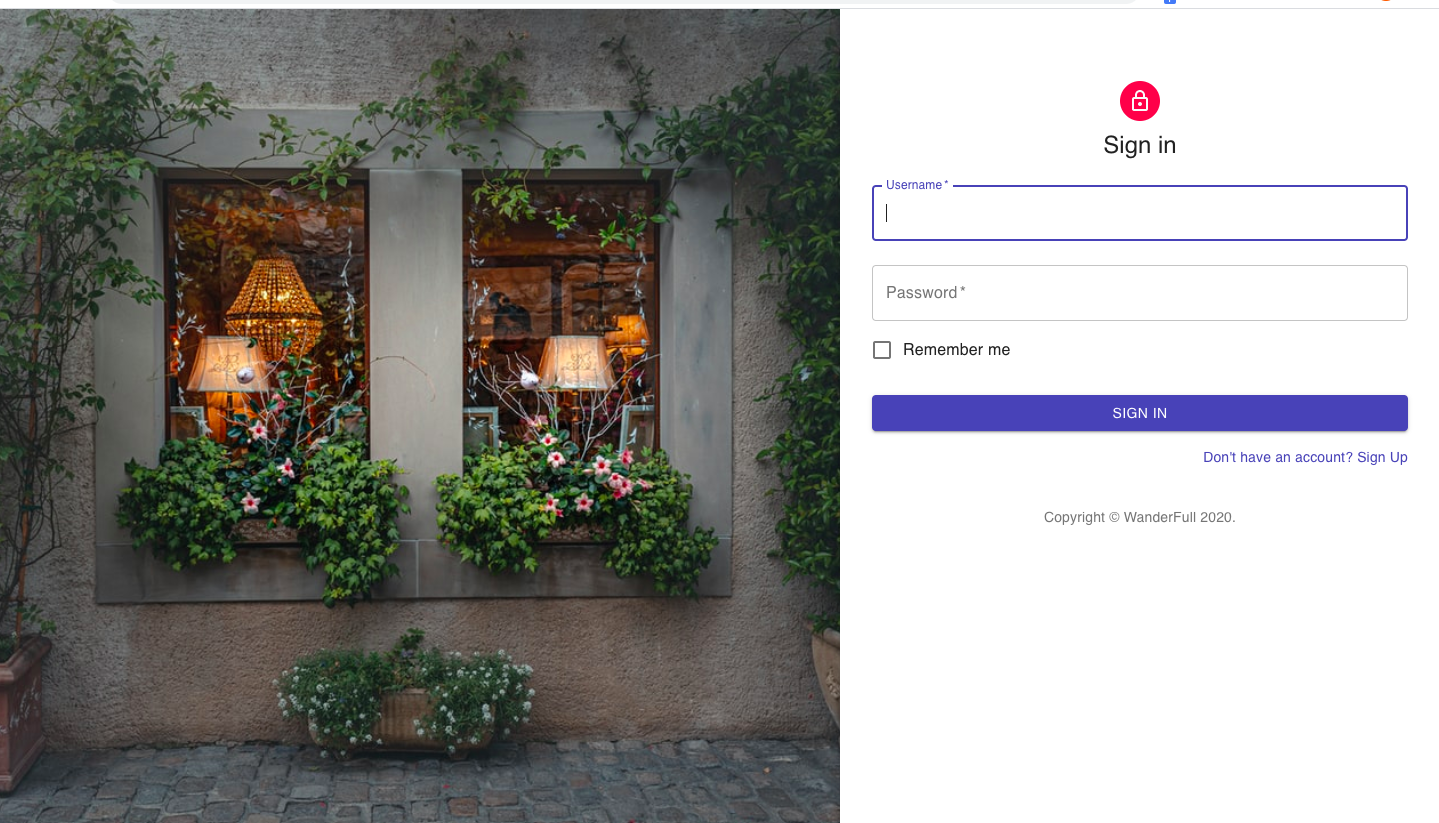 Sign in
Username *
Password *
Remember me
SIGN IN
Don't have an account? Sign Up
Copyright © WanderFull 2020.